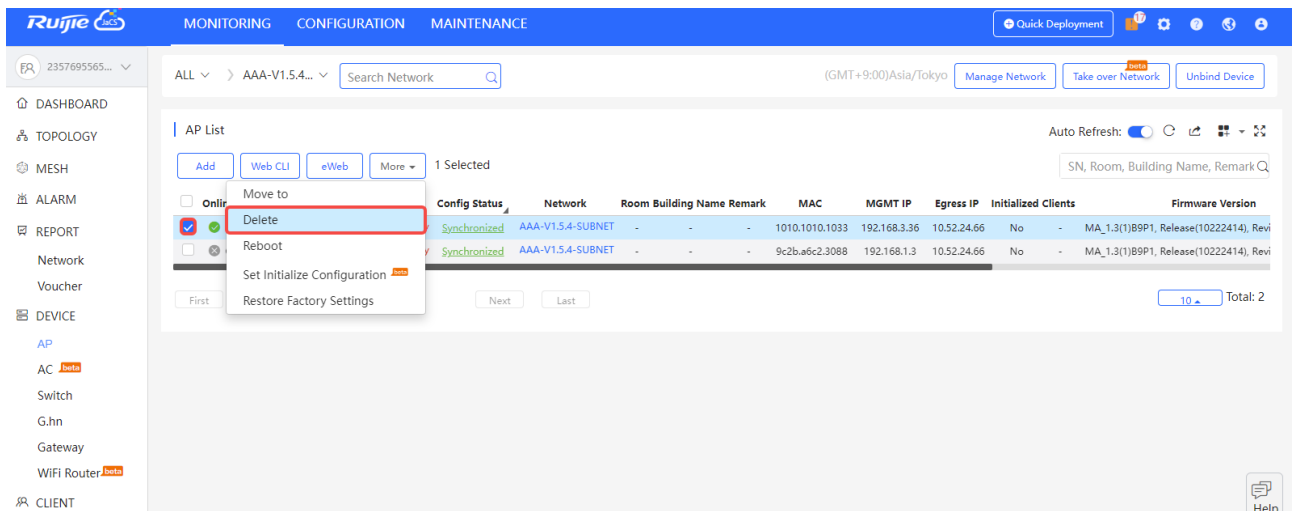 Ruijie JaCS MONITORING CONFIGURATION MAINTENANCE Quick Deployment 17
2357695565...
ALL > AAA-V1.5.4... Search Network (GMT+9:00)Asia/Tokyo Manage Network Take over Network beta Unbind Device
DASHBOARD
TOPOLOGY
MESH
ALARM
REPORT
Network
Voucher
DEVICE
AP
AC beta
Switch
G.hn
Gateway
WiFi Router beta
CLIENT
AP List Auto Refresh:
Add Web CLI eWeb More 1 Selected SN, Room, Building Name, Remark
Move to
Delete
Reboot
Set Initialize Configuration beta
Restore Factory Settings
Onlin Config Status Network Room Building Name Remark MAC MGMT IP Egress IP Initialized Clients Firmware Version
Synchronized AAA-V1.5.4-SUBNET - - - 1010.1010.1033 192.168.3.36 10.52.24.66 No - MA_1.3(1)B9P1, Release(10222414), Revi
y Synchronized AAA-V1.5.4-SUBNET - - - 9c2b.a6c2.3088 192.168.1.3 10.52.24.66 No - MA_1.3(1)B9P1, Release(10222414), Revi
First Next Last 10 Total: 2
Help